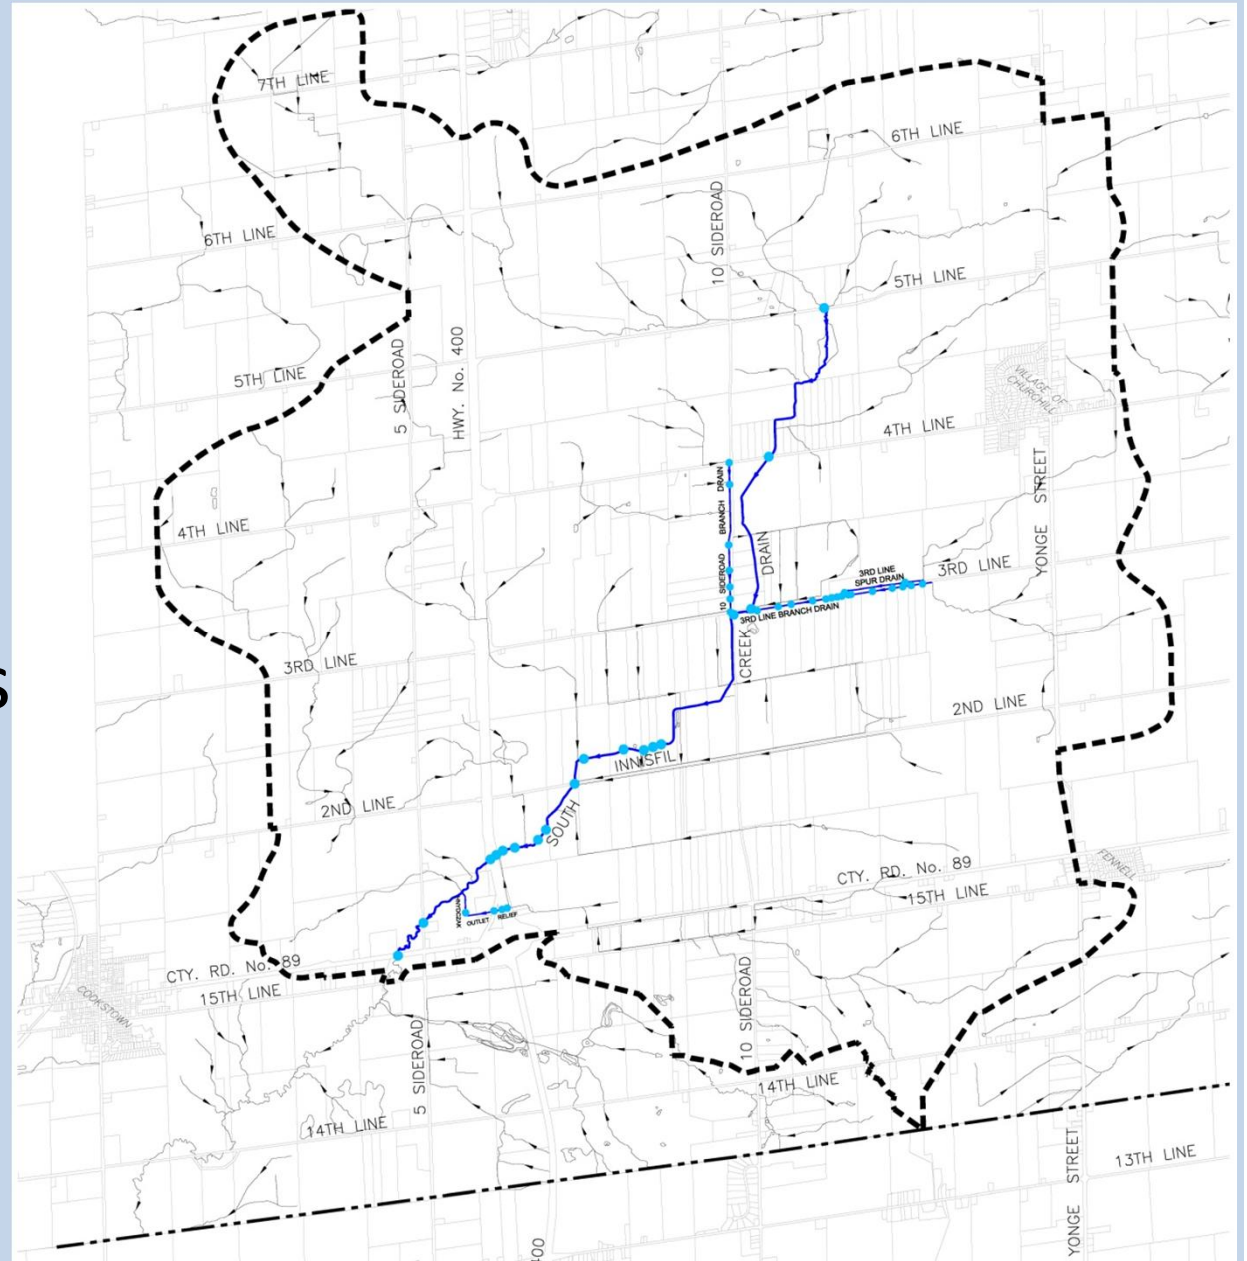 7TH LINE
6TH LINE
10 SIDEROAD
6TH LINE
5TH LINE
5 SIDEROAD
HWY. No. 400
5TH LINE
VILLAGE OF
CHURCHILL
4TH LINE
YONGE STREET
4TH LINE
10 SIDEROAD BRANCH DRAIN
DRAIN
3RD LINE
SPUR DRAIN
3RD LINE
3RD LINE BRANCH DRAIN
CREEK
3RD LINE
S
2ND LINE
INNISFIL
2ND LINE
SOUTH
CTY. RD. No. 89
FENNELL
15TH LINE
OUTLET RELIEF
CTY. RD. No. 89
15TH LINE
COOKSTOWN
10 SIDEROAD
5 SIDEROAD
14TH LINE
14TH LINE
YONGE STREET
13TH LINE
400